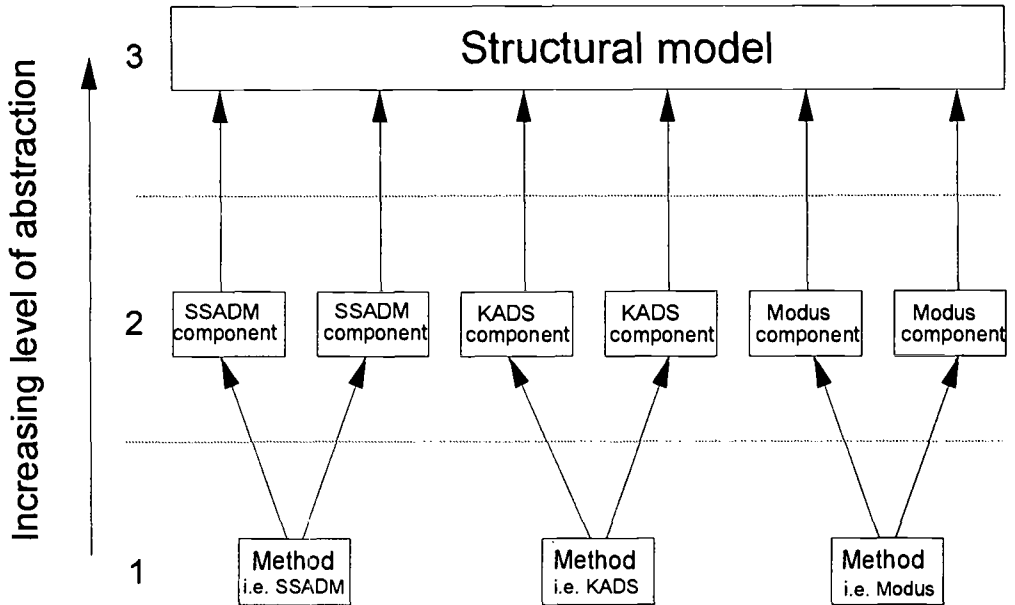 3
Structural model
Increasing level of abstraction
2
SSADM
component
SSADM
component
KADS
component
KADS
component
Modus
component
Modus
component
1
Method
i.e. SSADM
Method
i.e. KADS
Method
i.e. Modus